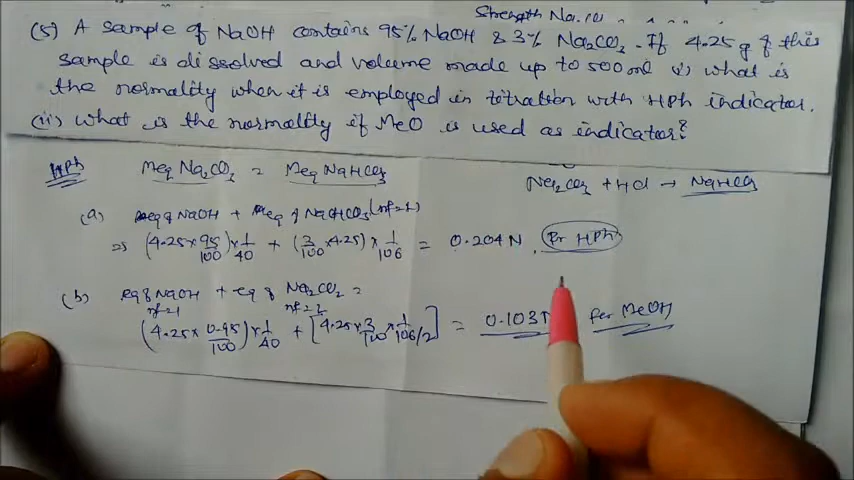 Strength No. 10
(5) A sample of NaOH contains 95% NaOH & 3% Na2CO3. If 4.25 g of this
sample is dissolved and volume made up to 500 ml (i) what is
the normality when it is employed in titration with HPh indicator.
(ii) what is the normality if MeO is used as indicator?
HPh Meq Na2CO3 = Meq NaHCO3
Na2CO3 + HCl → NaHCO3
(a) meq of NaOH + Meq of NaHCO3 (nf=1)
⇒ (4.25 x 95/100) x 1/40 + (3/100 x 4.25) x 1/106 = 0.204 N. for HPh
(b) eq of NaOH + eq of Na2CO3 =
nf=1 nf=2
(4.25 x 0.95/100) x 1/40 + [4.25 x 3/100 x 1/106/2] = 0.103 for MeOH